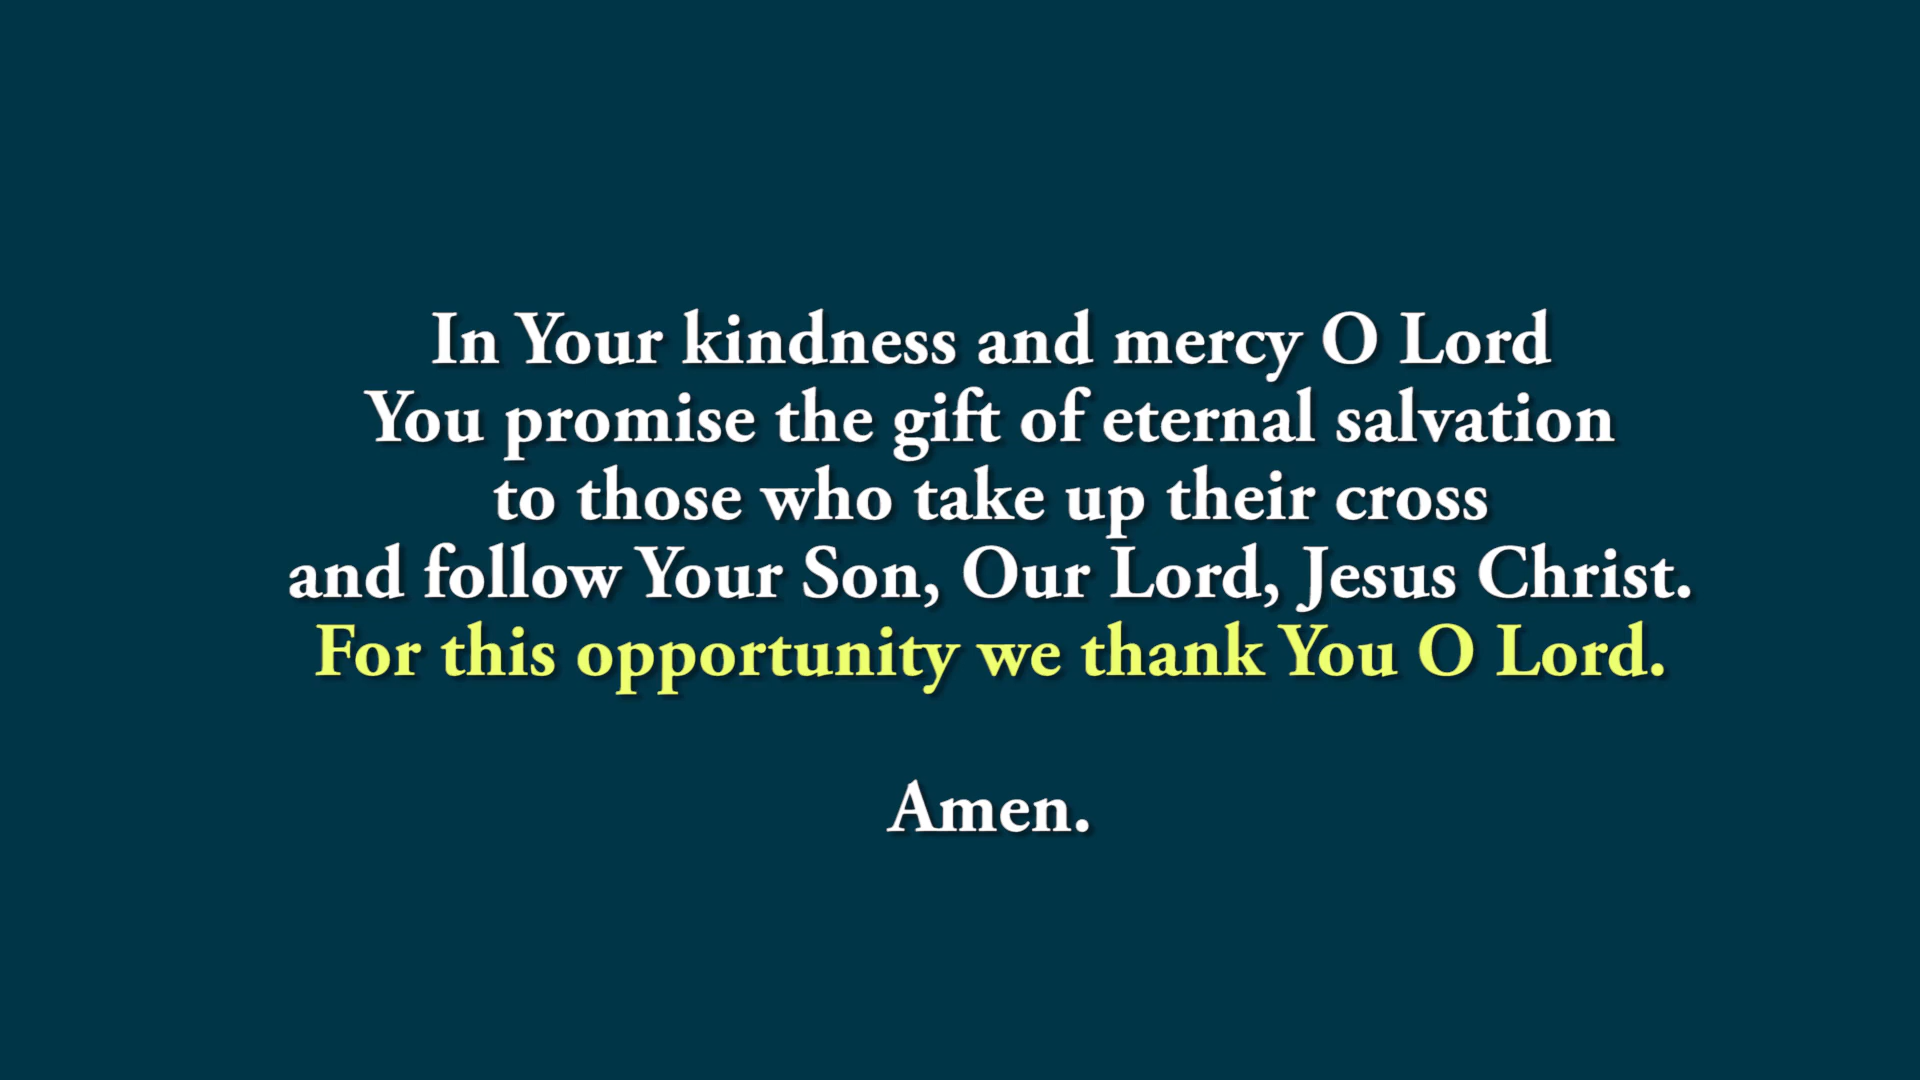 In Your kindness and mercy O Lord
You promise the gift of eternal salvation
to those who take up their cross
and follow Your Son, Our Lord, Jesus Christ.
For this opportunity we thank You O Lord.
Amen.